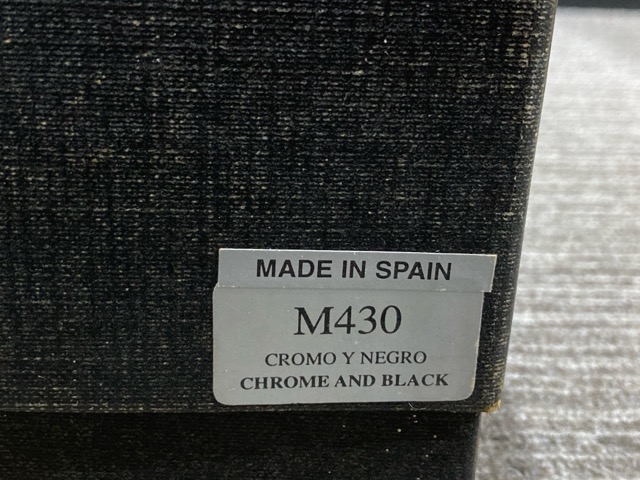 MADE IN SPAIN
M430
CROMO Y NEGRO
CHROME AND BLACK